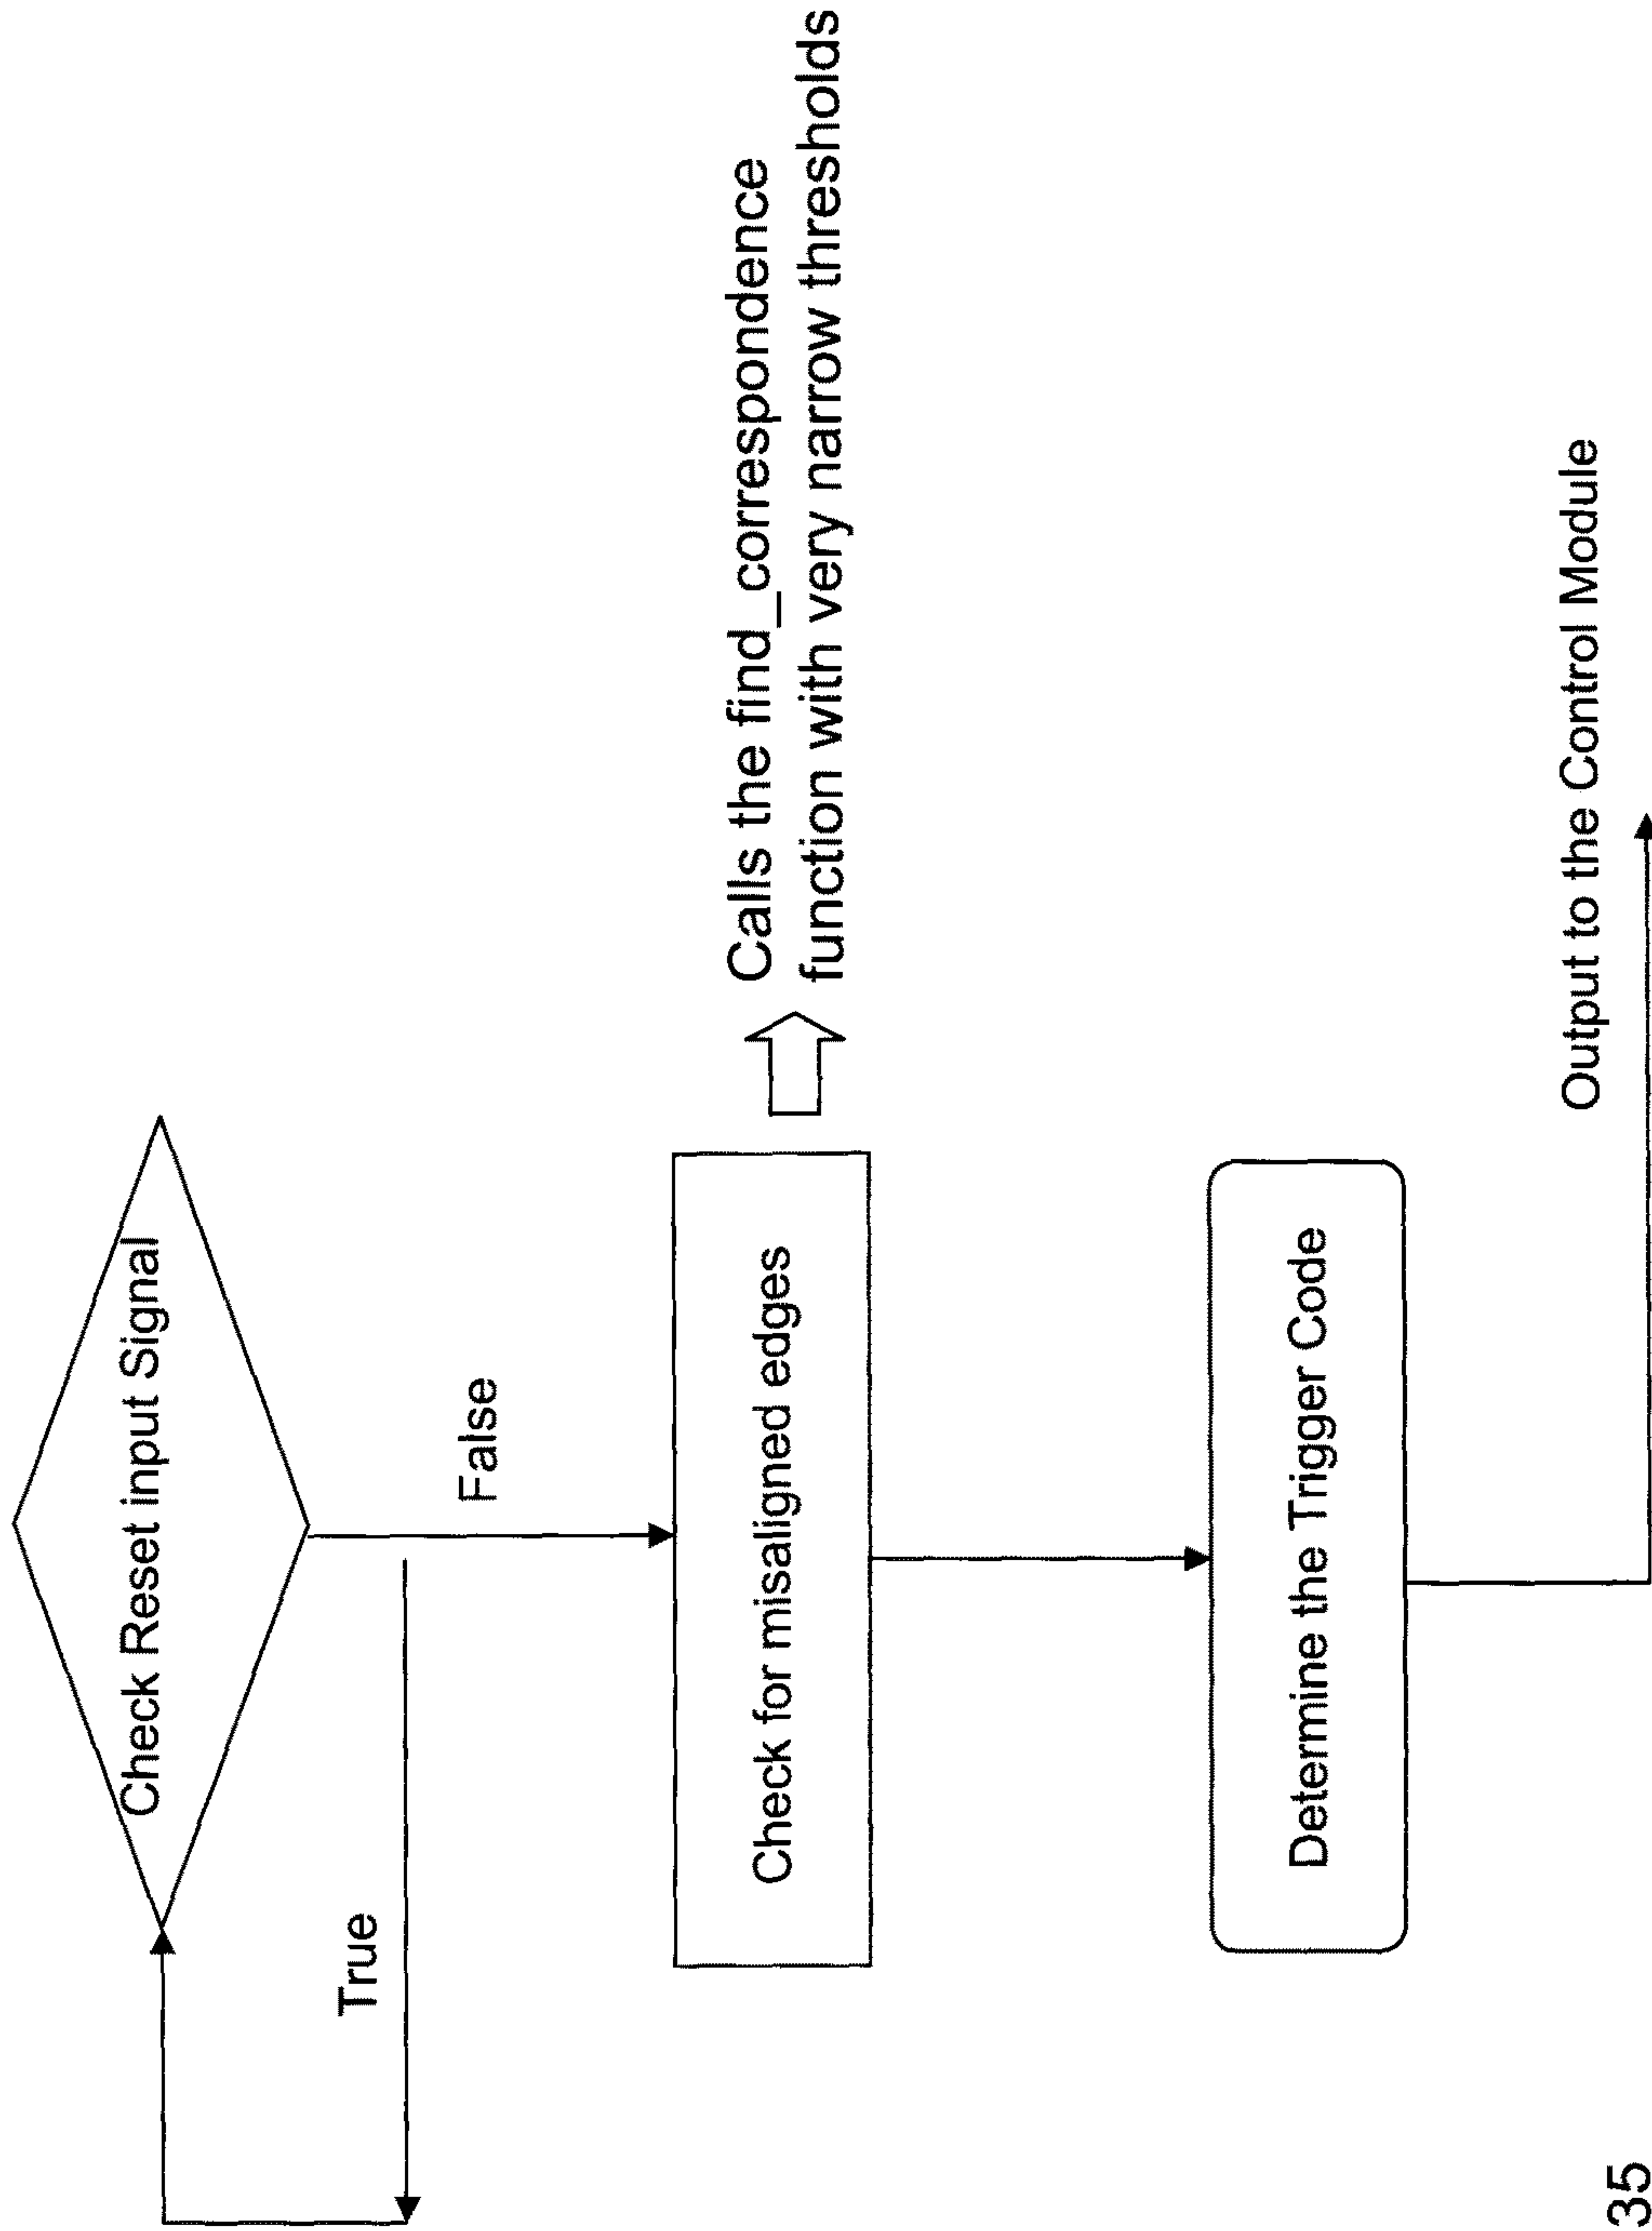 Check Reset input Signal
True
False
Check for misaligned edges
Calls the find_correspondence
function with very narrow thresholds
Determine the Trigger Code
Output to the Control Module
35